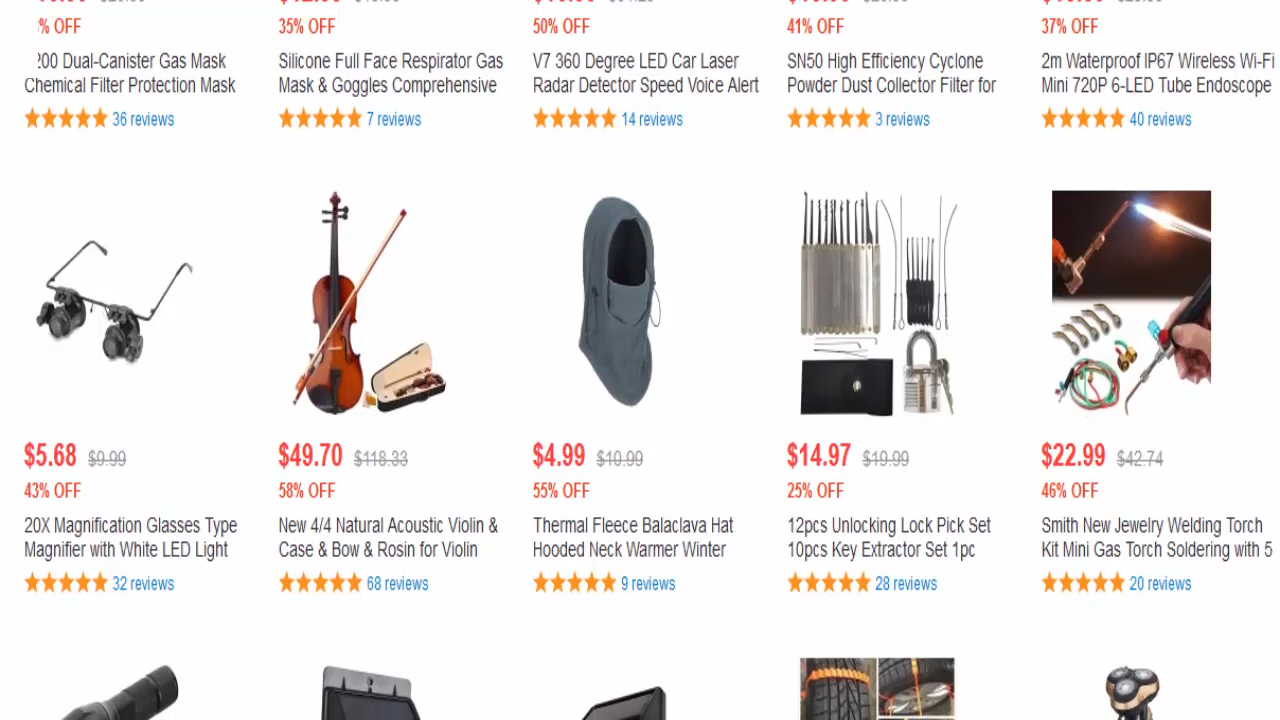 % OFF
35% OFF
50% OFF
41% OFF
37% OFF
200 Dual-Canister Gas Mask
Chemical Filter Protection Mask
36 reviews
Silicone Full Face Respirator Gas
Mask & Goggles Comprehensive
7 reviews
V7 360 Degree LED Car Laser
Radar Detector Speed Voice Alert
14 reviews
SN50 High Efficiency Cyclone
Powder Dust Collector Filter for
3 reviews
2m Waterproof IP67 Wireless Wi-Fi
Mini 720P 6-LED Tube Endoscope
40 reviews
$5.68 $9.99
43% OFF
20X Magnification Glasses Type
Magnifier with White LED Light
32 reviews
$49.70 $118.33
58% OFF
New 4/4 Natural Acoustic Violin &
Case & Bow & Rosin for Violin
68 reviews
$4.99 $10.99
55% OFF
Thermal Fleece Balaclava Hat
Hooded Neck Warmer Winter
9 reviews
$14.97 $19.99
25% OFF
12pcs Unlocking Lock Pick Set
10pcs Key Extractor Set 1pc
28 reviews
$22.99 $42.74
46% OFF
Smith New Jewelry Welding Torch
Kit Mini Gas Torch Soldering with 5
20 reviews